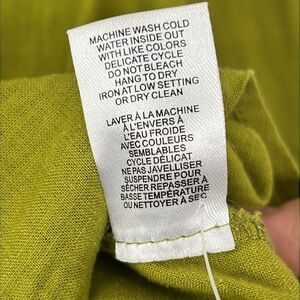 MACHINE WASH COLD
WATER INSIDE OUT
WITH LIKE COLORS
DELICATE CYCLE
DO NOT BLEACH
HANG TO DRY
IRON AT LOW SETTING
OR DRY CLEAN
LAVER À LA MACHINE
À L'ENVERS À
L'EAU FROIDE
AVEC COULEURS
SEMBLABLES
CYCLE DÉLICAT
NE PAS JAVELLISER
SUSPENDRE POUR
SÈCHER REPASSER À
BASSE TEMPÉRATURE
OU NETTOYER À SEC